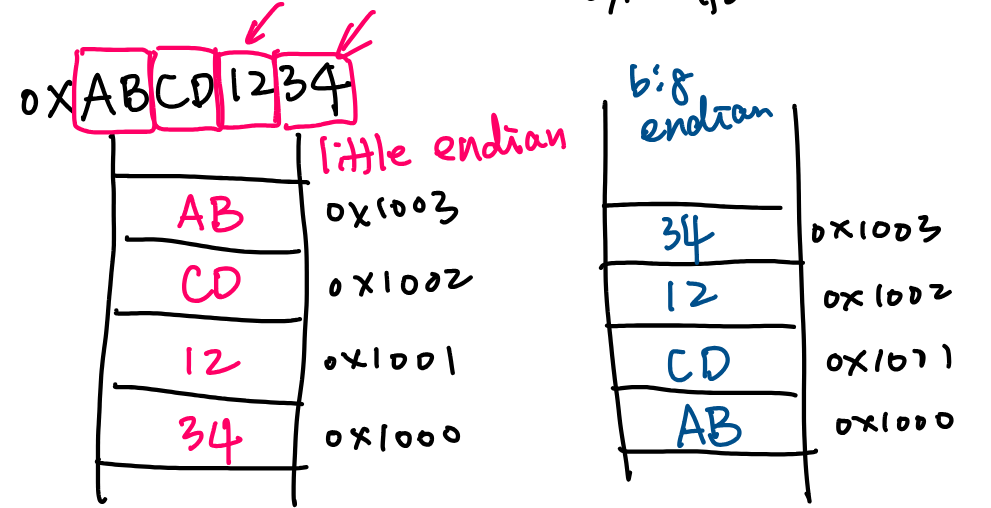 0xABCD1234
little endian
AB 0x1003
CD 0x1002
12 0x1001
34 0x1000
big
endian
34 0x1003
12 0x1002
CD 0x1071
AB 0x1000